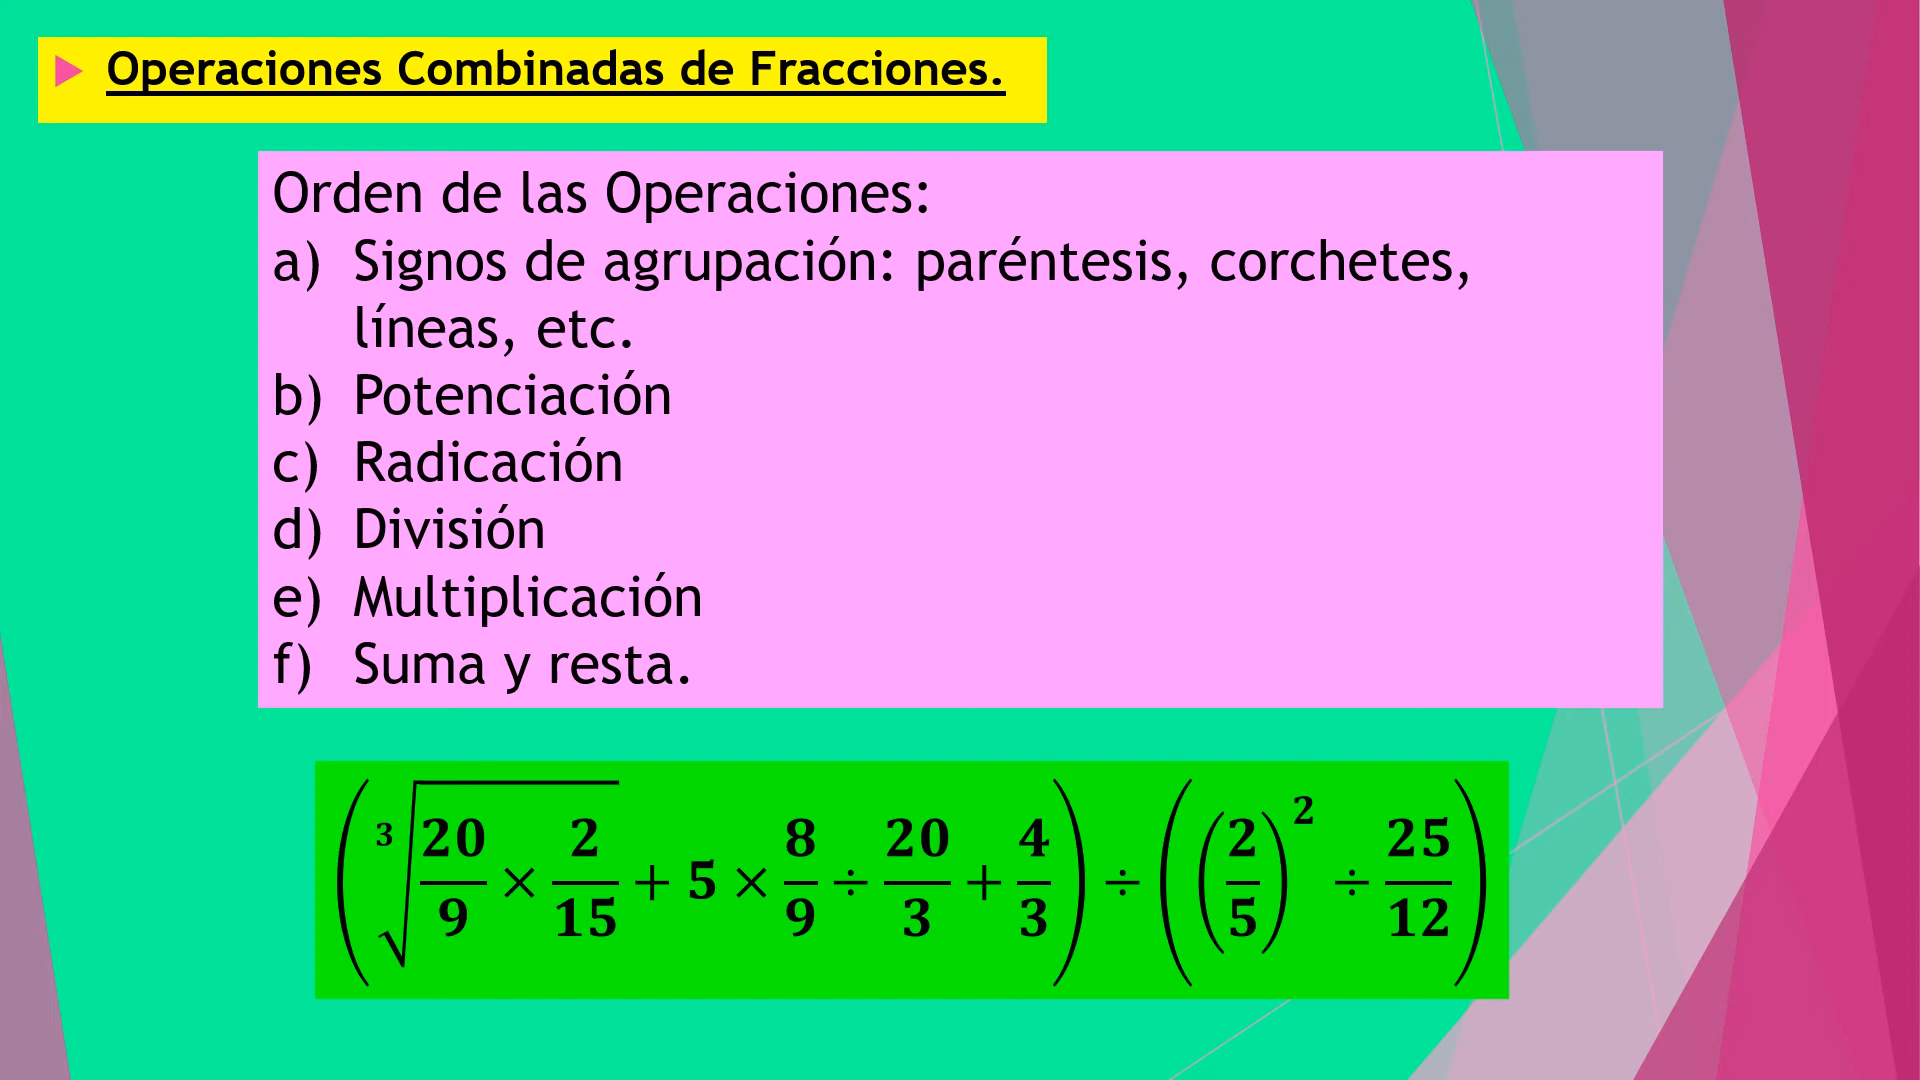 Operaciones Combinadas de Fracciones.
Orden de las Operaciones:
a) Signos de agrupación: paréntesis, corchetes,
líneas, etc.
b) Potenciación
c) Radicación
d) División
e) Multiplicación
f) Suma y resta.
(∛(20/9 × 2/15) + 5 × 8/9 ÷ 20/3 + 4/3) ÷ ((2/5)² ÷ 25/12)